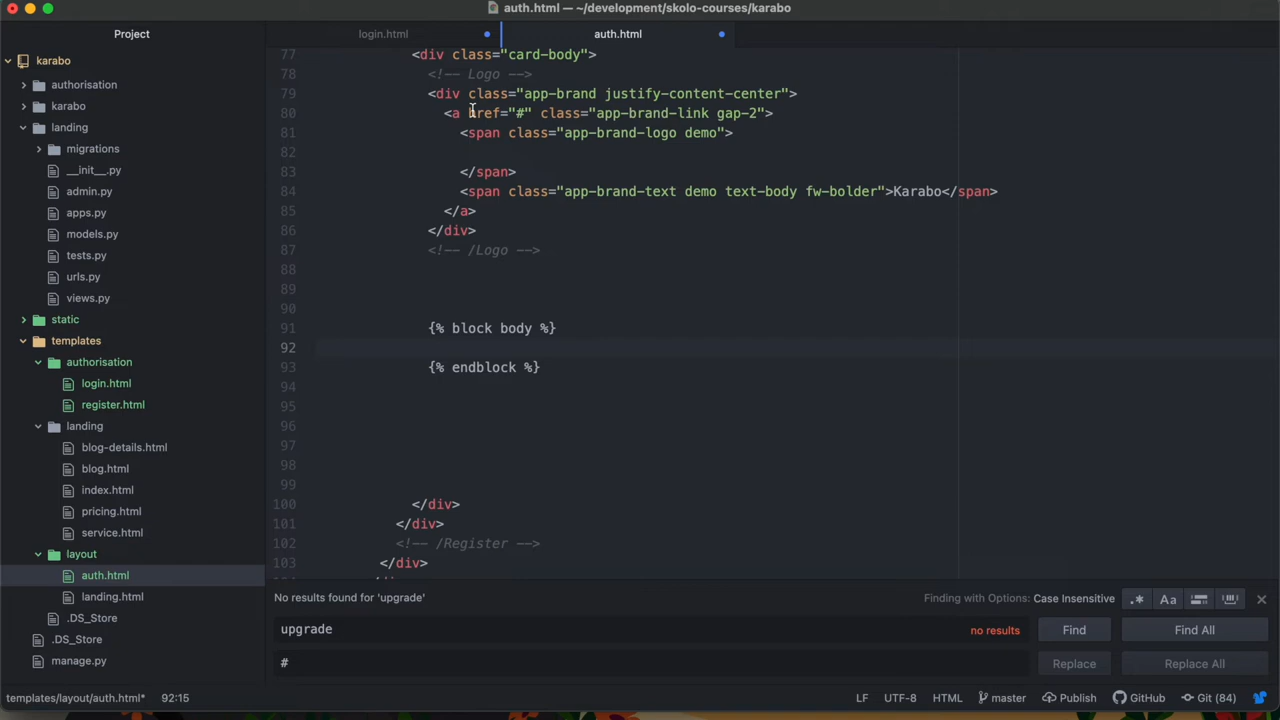 auth.html — ~/development/skolo-courses/karabo
Project
login.html
auth.html
karabo
authorisation
karabo
landing
migrations
__init__.py
admin.py
apps.py
models.py
tests.py
urls.py
views.py
static
templates
authorisation
login.html
register.html
landing
blog-details.html
blog.html
index.html
pricing.html
service.html
layout
auth.html
landing.html
.DS_Store
.DS_Store
manage.py
77 <div class="card-body">
78 <!-- Logo -->
79 <div class="app-brand justify-content-center">
80 <a href="#" class="app-brand-link gap-2">
81 <span class="app-brand-logo demo">
82
83 </span>
84 <span class="app-brand-text demo text-body fw-bolder">Karabo</span>
85 </a>
86 </div>
87 <!-- /Logo -->
88
89
90
91 {% block body %}
92
93 {% endblock %}
94
95
96
97
98
99
100 </div>
101 </div>
102 <!-- /Register -->
103 </div>
No results found for 'upgrade'
Finding with Options: Case Insensitive
.*
Aa
upgrade
no results
Find
Find All
#
Replace
Replace All
templates/layout/auth.html*
92:15
LF
UTF-8
HTML
master
Publish
GitHub
Git (84)